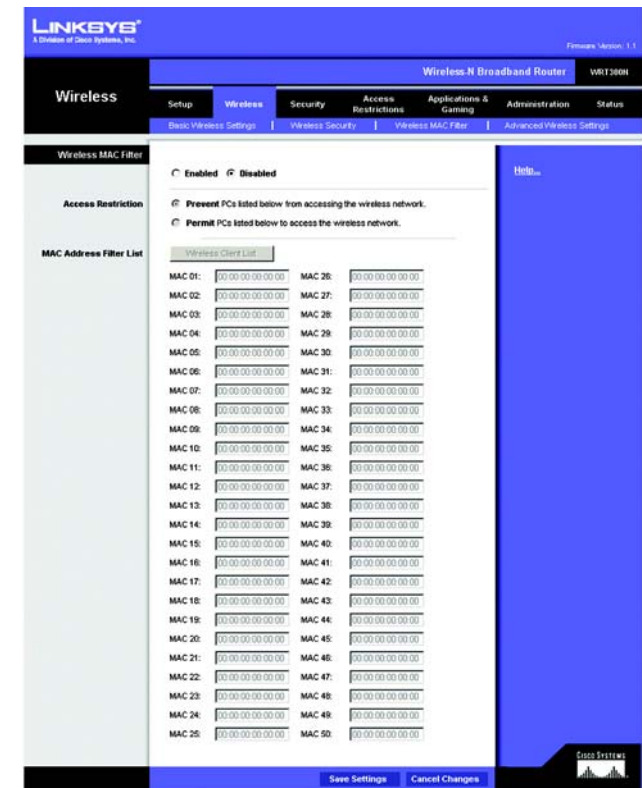 LINKSYS®
A Division of Cisco Systems, Inc.
Firmware Version: 1.1
Wireless-N Broadband Router WRT300N
Wireless
Setup Wireless Security Access Restrictions Applications & Gaming Administration Status
Basic Wireless Settings | Wireless Security | Wireless MAC Filter | Advanced Wireless Settings
Wireless MAC Filter
Enabled Disabled
Help...
Access Restriction
Prevent PCs listed below from accessing the wireless network.
Permit PCs listed below to access the wireless network.
MAC Address Filter List
Wireless Client List
MAC 01: 00:00:00:00:00:00 MAC 26: 00:00:00:00:00:00
MAC 02: 00:00:00:00:00:00 MAC 27: 00:00:00:00:00:00
MAC 03: 00:00:00:00:00:00 MAC 28: 00:00:00:00:00:00
MAC 04: 00:00:00:00:00:00 MAC 29: 00:00:00:00:00:00
MAC 05: 00:00:00:00:00:00 MAC 30: 00:00:00:00:00:00
MAC 06: 00:00:00:00:00:00 MAC 31: 00:00:00:00:00:00
MAC 07: 00:00:00:00:00:00 MAC 32: 00:00:00:00:00:00
MAC 08: 00:00:00:00:00:00 MAC 33: 00:00:00:00:00:00
MAC 09: 00:00:00:00:00:00 MAC 34: 00:00:00:00:00:00
MAC 10: 00:00:00:00:00:00 MAC 35: 00:00:00:00:00:00
MAC 11: 00:00:00:00:00:00 MAC 36: 00:00:00:00:00:00
MAC 12: 00:00:00:00:00:00 MAC 37: 00:00:00:00:00:00
MAC 13: 00:00:00:00:00:00 MAC 38: 00:00:00:00:00:00
MAC 14: 00:00:00:00:00:00 MAC 39: 00:00:00:00:00:00
MAC 15: 00:00:00:00:00:00 MAC 40: 00:00:00:00:00:00
MAC 16: 00:00:00:00:00:00 MAC 41: 00:00:00:00:00:00
MAC 17: 00:00:00:00:00:00 MAC 42: 00:00:00:00:00:00
MAC 18: 00:00:00:00:00:00 MAC 43: 00:00:00:00:00:00
MAC 19: 00:00:00:00:00:00 MAC 44: 00:00:00:00:00:00
MAC 20: 00:00:00:00:00:00 MAC 45: 00:00:00:00:00:00
MAC 21: 00:00:00:00:00:00 MAC 46: 00:00:00:00:00:00
MAC 22: 00:00:00:00:00:00 MAC 47: 00:00:00:00:00:00
MAC 23: 00:00:00:00:00:00 MAC 48: 00:00:00:00:00:00
MAC 24: 00:00:00:00:00:00 MAC 49: 00:00:00:00:00:00
MAC 25: 00:00:00:00:00:00 MAC 50: 00:00:00:00:00:00
CISCO SYSTEMS
Save Settings Cancel Changes